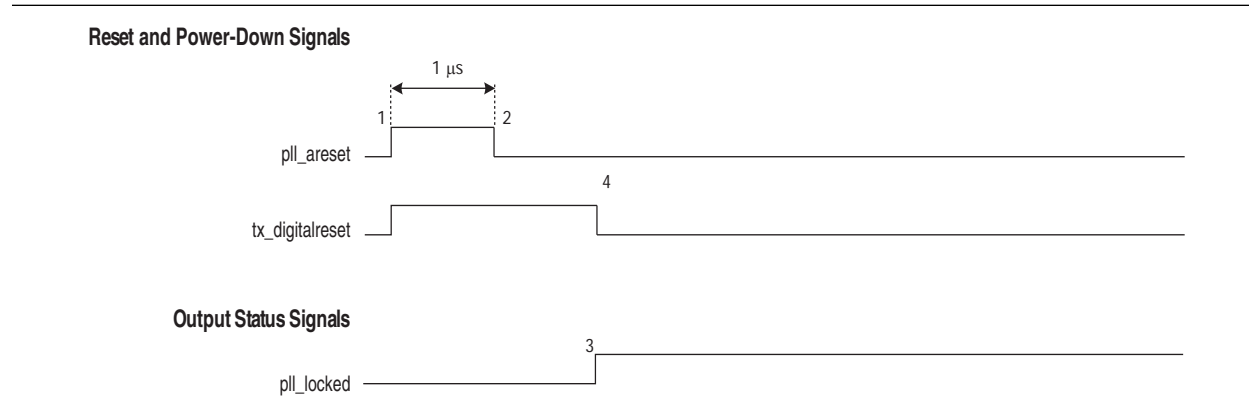 Reset and Power-Down Signals
1 μs
1
2
pll_areset
4
tx_digitalreset
Output Status Signals
3
pll_locked